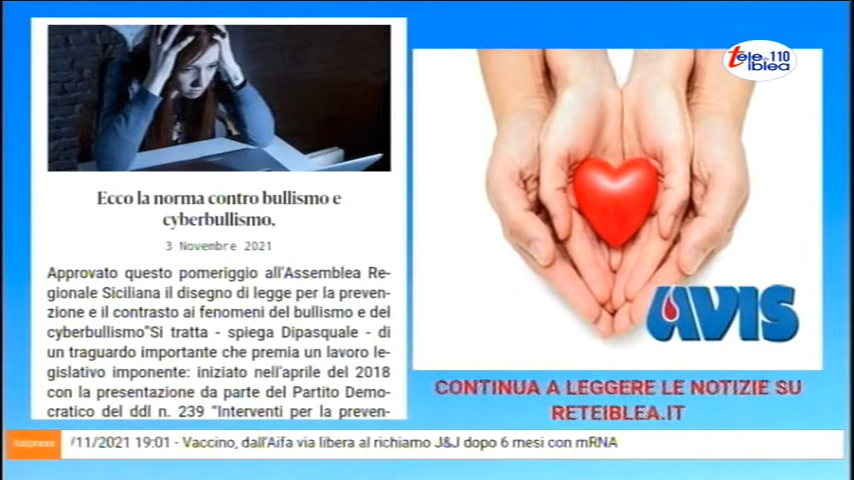 Ecco la norma contro bullismo e
cyberbullismo,
3 Novembre 2021
Approvato questo pomeriggio all'Assemblea Re-
gionale Siciliana il disegno di legge per la preven-
zione e il contrasto ai fenomeni del bullismo e del
cyberbullismo"Si tratta - spiega Dipasquale - di
un traguardo importante che premia un lavoro le-
gislativo imponente: iniziato nell'aprile del 2018
con la presentazione da parte del Partito Demo-
cratico del ddl n. 239 "Interventi per la preven-
téle 110
iblea
AVIS
CONTINUA A LEGGERE LE NOTIZIE SU
RETEIBLEA.IT
Italpress
/11/2021 19:01 - Vaccino, dall'Aifa via libera al richiamo J&J dopo 6 mesi con mRNA